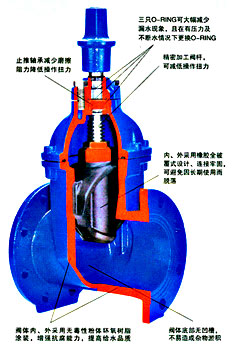 三只O-RING可大幅减少
漏水现象，且在有压力及
不断水情况下更换O-RING
止推轴承减少磨擦
阻力降低操作扭力
精密加工阀杆，
可减低操作扭力
内、外采用橡胶全被
覆式设计、连接牢固，
可避免因长期使用而
脱落
阀体内、外采用无毒性粉体环氧树脂
涂装，增强抗腐能力，提高给水品质
阀体底部无凹槽，
不易造成杂物淤积